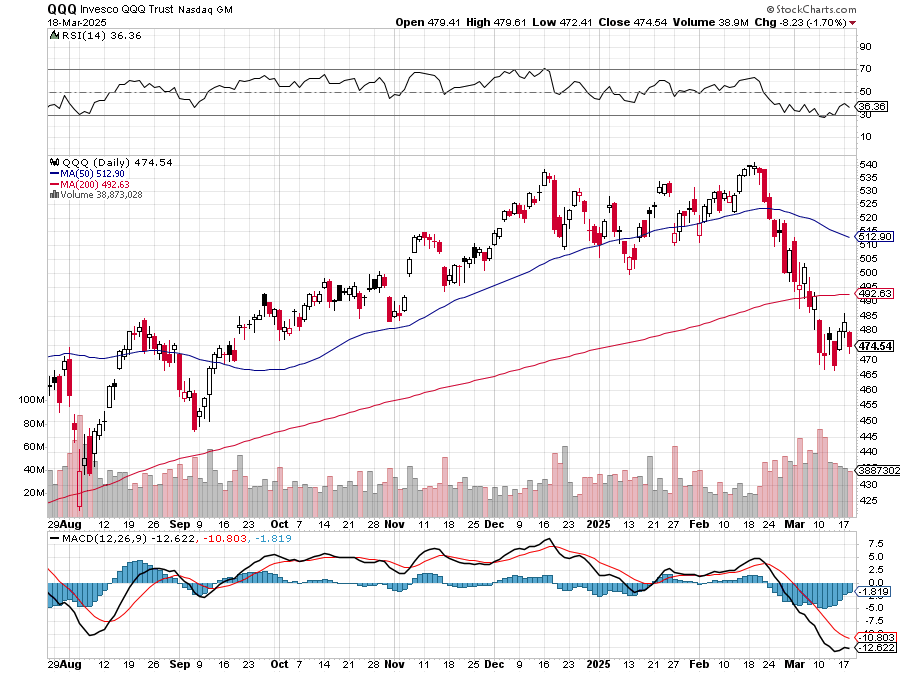 QQQ Invesco QQQ Trust Nasdaq GM
© StockCharts.com
18-Mar-2025
Open 479.41 High 479.61 Low 472.41 Close 474.54 Volume 38.9M Chg -8.23 (-1.70%)
RSI(14) 36.36
90
70
50
36.36
30
10
QQQ (Daily) 474.54
MA(50) 512.90
MA(200) 492.63
Volume 38,873,028
540
535
530
525
520
515
512.90
510
505
500
495
492.63
490
485
480
474.54
470
465
460
455
450
445
440
3887302
430
425
100M
80M
60M
40M
20M
29 Aug 12 19 26 Sep 9 16 23 Oct 7 14 21 28 Nov 11 18 25 Dec 9 16 23 2025 13 21 27 Feb 10 18 24 Mar 10 17
MACD(12,26,9) -12.622, -10.803, -1.819
7.5
5.0
2.5
0.0
-1.819
-5.0
-7.5
-10.803
-12.622
29 Aug 12 19 26 Sep 9 16 23 Oct 7 14 21 28 Nov 11 18 25 Dec 9 16 23 2025 13 21 27 Feb 10 18 24 Mar 10 17